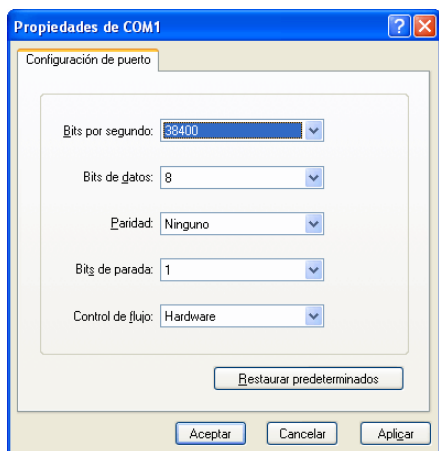 Propiedades de COM1
Configuración de puerto
Bits por segundo: 38400
Bits de datos: 8
Paridad: Ninguno
Bits de parada: 1
Control de flujo: Hardware
Restaurar predeterminados
Aceptar Cancelar Aplicar